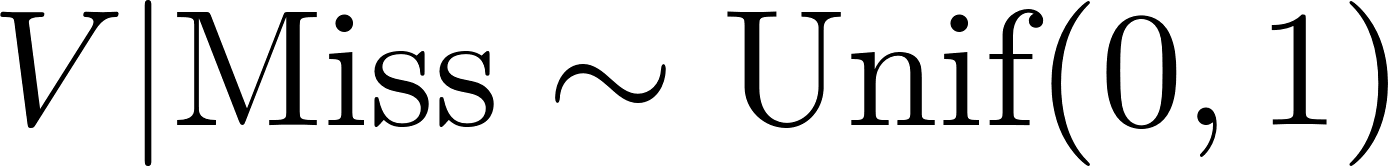 V|Miss ∼ Unif(0, 1)